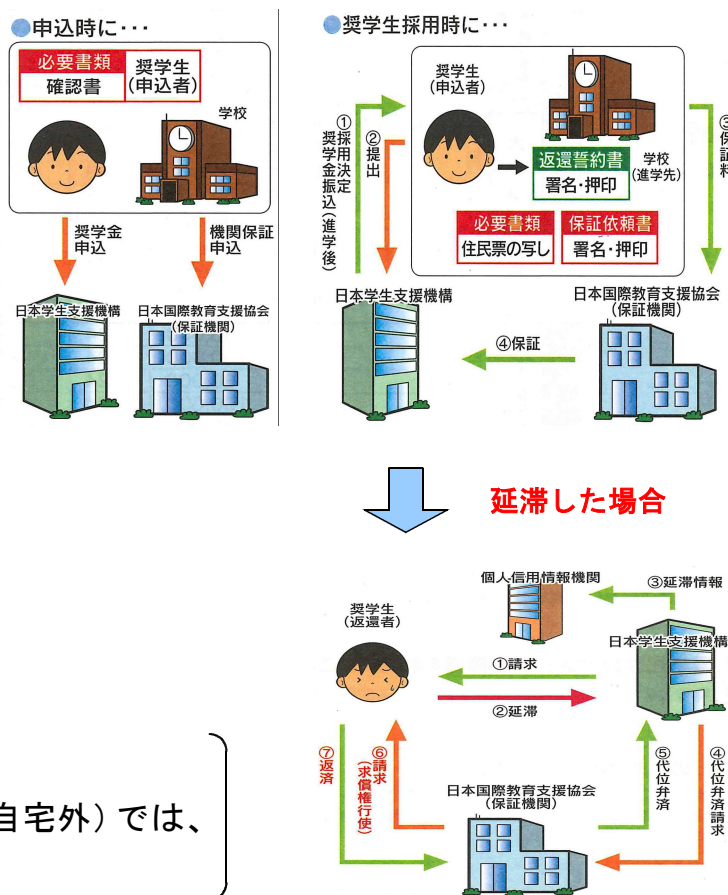 ●申込時に・・・
必要書類
確認書
奨学生
(申込者)
学校
奨学金
申込
機関保証
申込
日本学生支援機構
日本国際教育支援協会
(保証機関)
●奨学生採用時に・・・
奨学生
(申込者)
①採用決定
奨学金振込(進学後)
②提出
返還誓約書
署名・押印
学校
(進学先)
必要書類
住民票の写し
保証依頼書
署名・押印
③保証料
日本学生支援機構
日本国際教育支援協会
(保証機関)
④保証
延滞した場合
個人信用情報機関
③延滞情報
奨学生
(返還者)
日本学生支援機構
①請求
②延滞
⑦返済
⑥請求
(求償権行使)
⑤代位弁済
④代位弁済請求
日本国際教育支援協会
(保証機関)
自宅外)では、